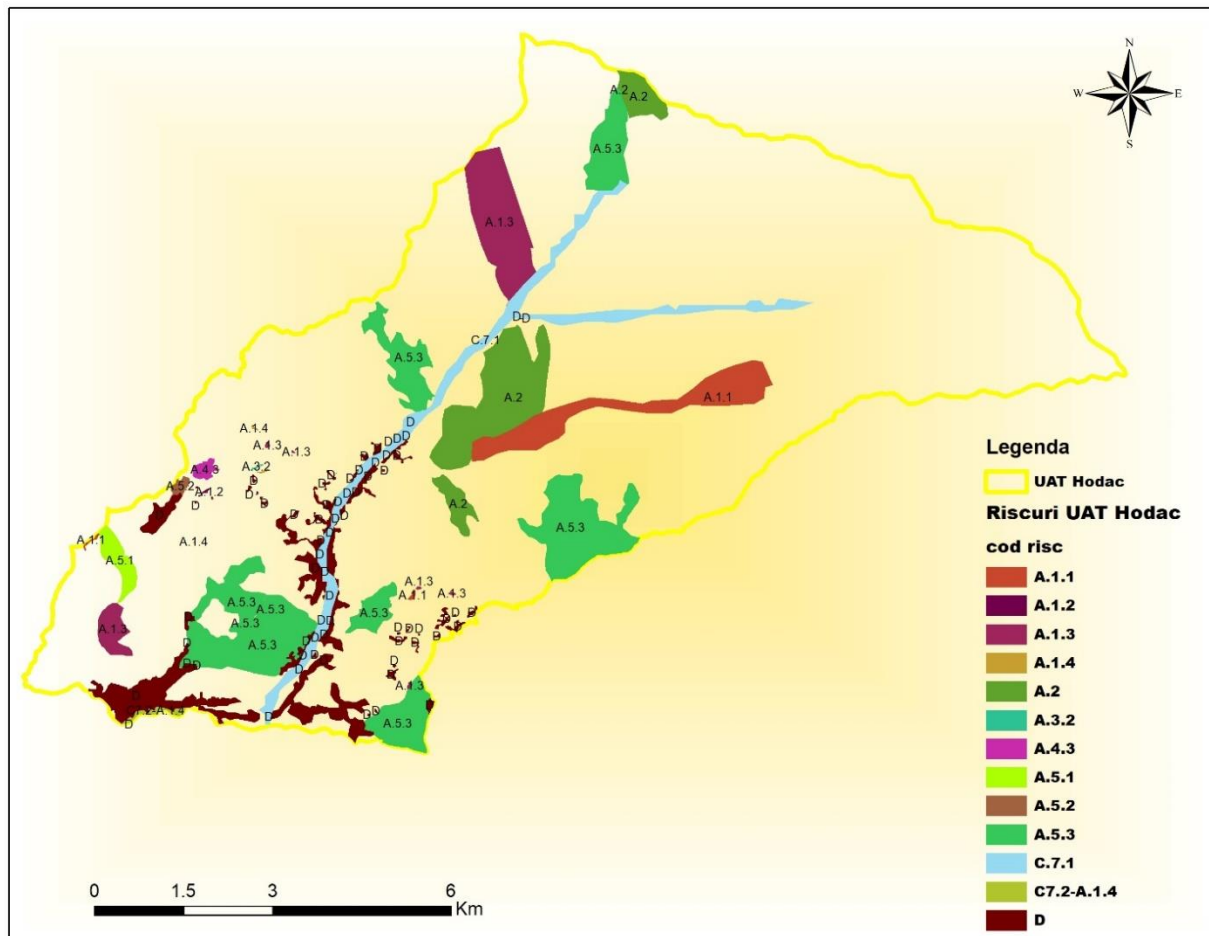 N
W E
S
A.2 A.2
A.5.3
A.1.3
D D
C.7.1
A.5.3
A.2
A.1.1
D
A.1.4
A.4.3
A.1.3
A.3.2
A.4.3
A.5.2
A.1.2
D
A.1.4
A.2
A.5.3
A.1.1
A.5.1
A.1.3
A.1.3
A.1.1
A.4.3
A.5.3
A.5.3
A.5.3
A.5.3
A.5.3
A.1.3
A.5.3
D
D
Legenda
UAT Hodac
Riscuri UAT Hodac
cod risc
A.1.1
A.1.2
A.1.3
A.1.4
A.2
A.3.2
A.4.3
A.5.1
A.5.2
A.5.3
C.7.1
C7.2-A.1.4
D
0 1.5 3 6
Km